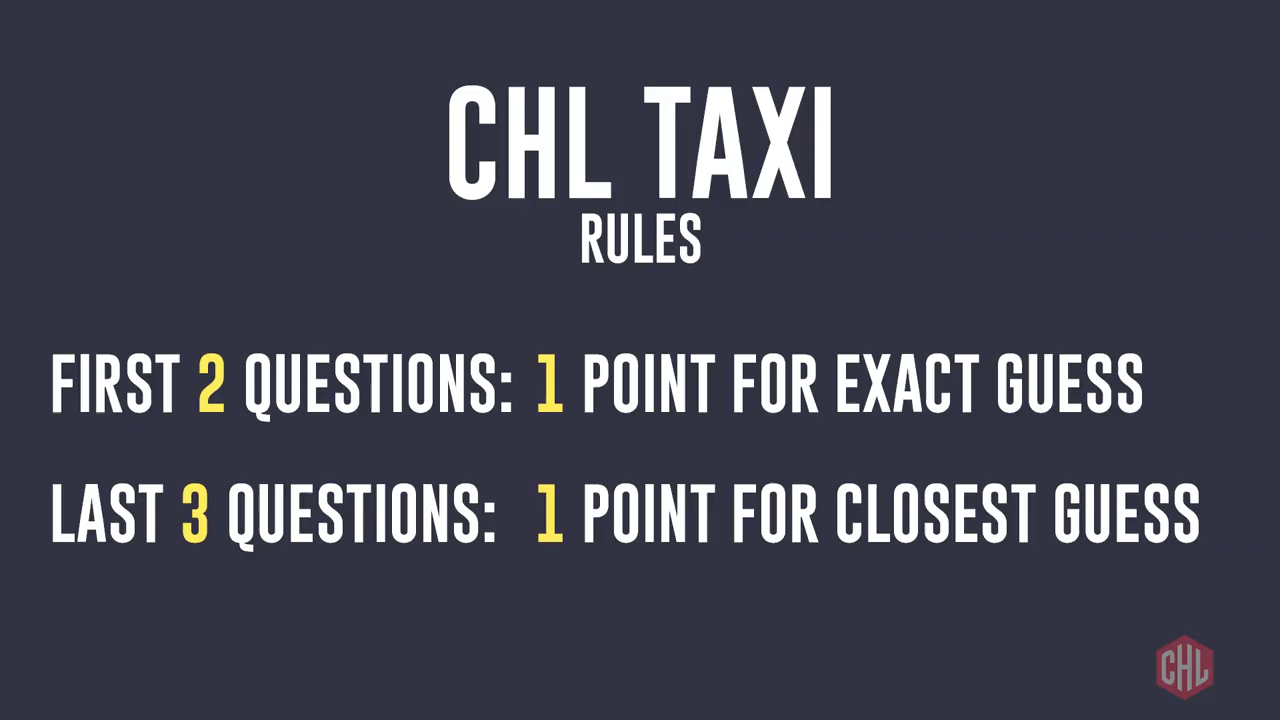 CHL TAXI
RULES
FIRST 2 QUESTIONS: 1 POINT FOR EXACT GUESS
LAST 3 QUESTIONS: 1 POINT FOR CLOSEST GUESS
CHL